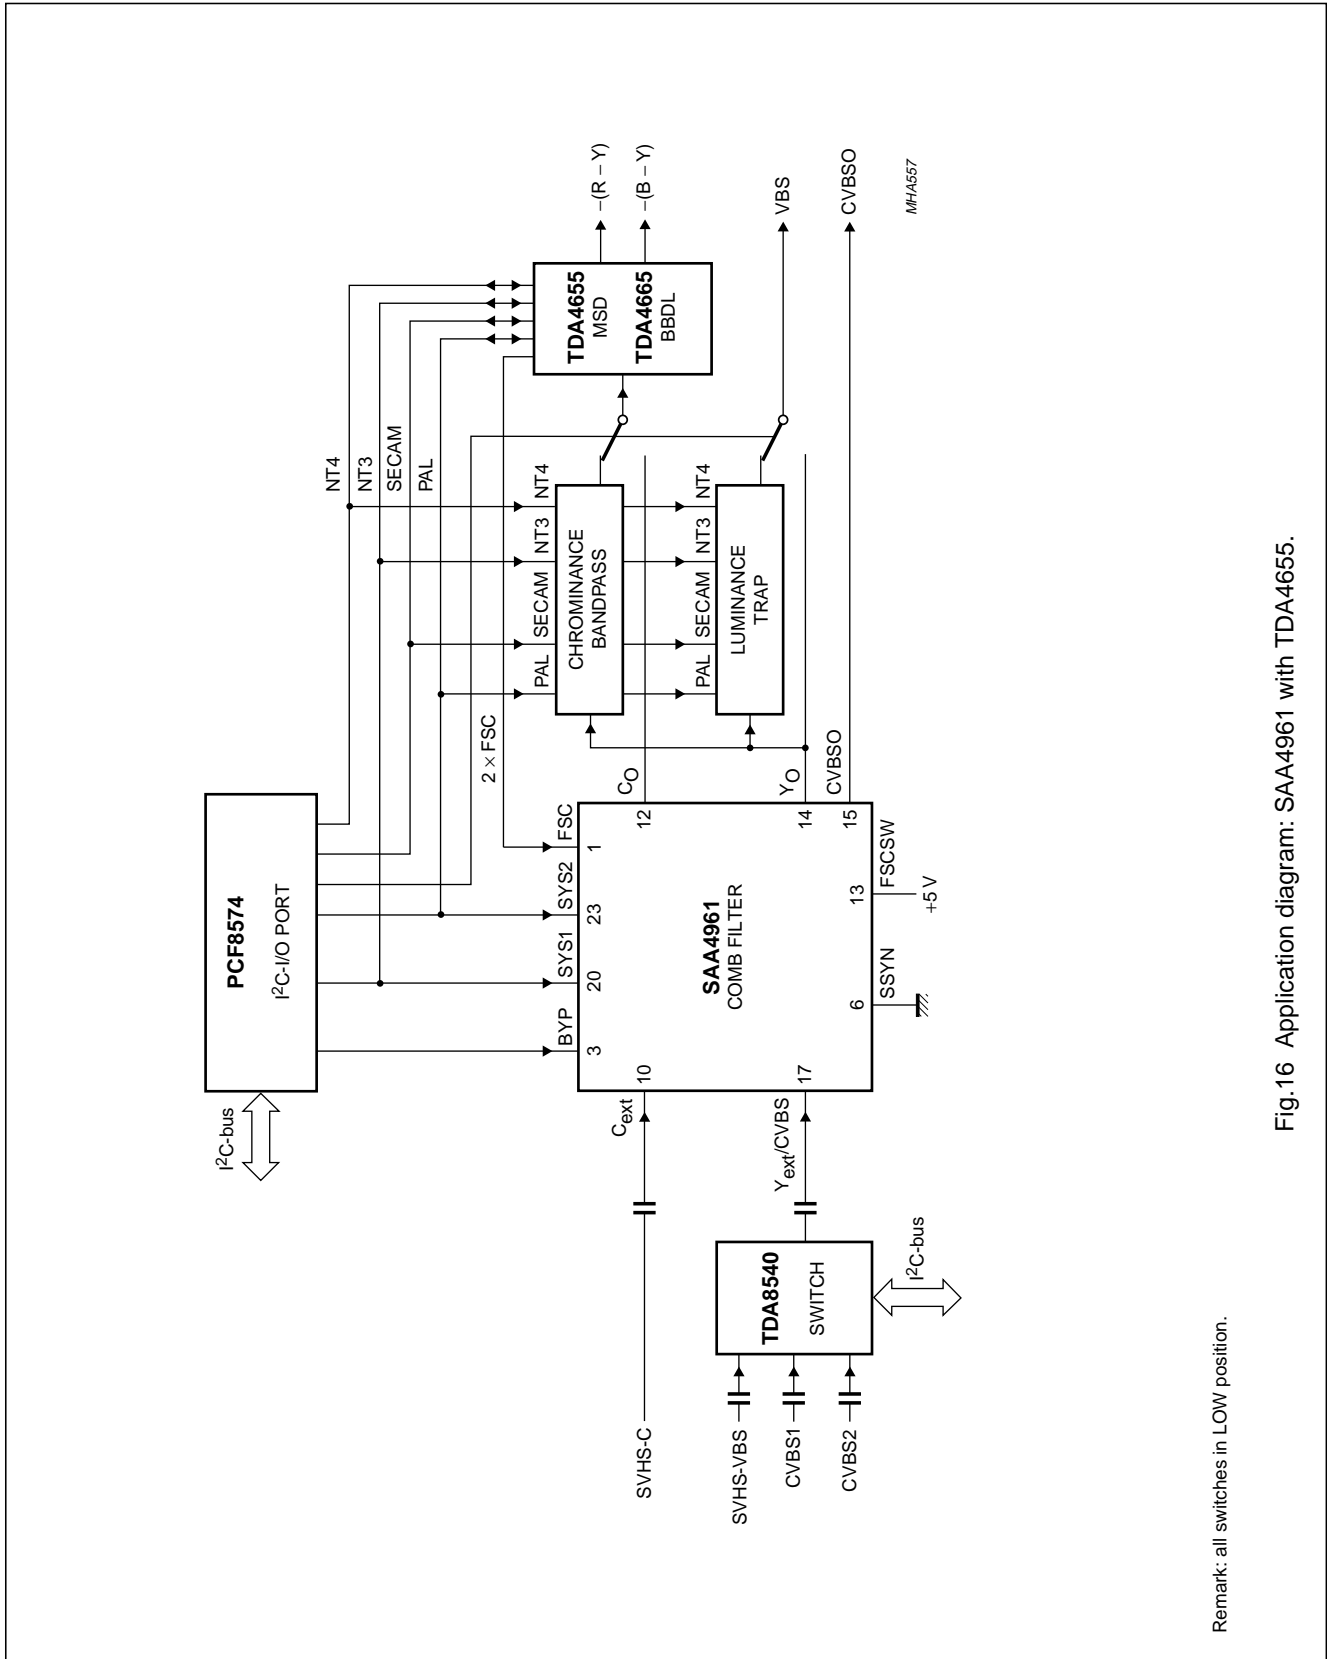 I²C-bus
PCF8574
I²C-I/O PORT
NT4
NT3
SECAM
PAL
2 × FSC
BYP
SYS1
SYS2
FSC
3
20
23
1
SAA4961
COMB FILTER
10
17
12
14
15
6
13
SSYN
FSCSW
+5 V
Cext
Yext/CVBS
CO
YO
CVBSO
SVHS-C
SVHS-VBS
CVBS1
CVBS2
TDA8540
SWITCH
I²C-bus
PAL
SECAM
NT3
NT4
CHROMINANCE
BANDPASS
PAL
SECAM
NT3
NT4
LUMINANCE
TRAP
TDA4655
MSD
TDA4665
BBDL
−(R − Y)
−(B − Y)
VBS
CVBSO
MHA557
Remark: all switches in LOW position.
Fig.16 Application diagram: SAA4961 with TDA4655.